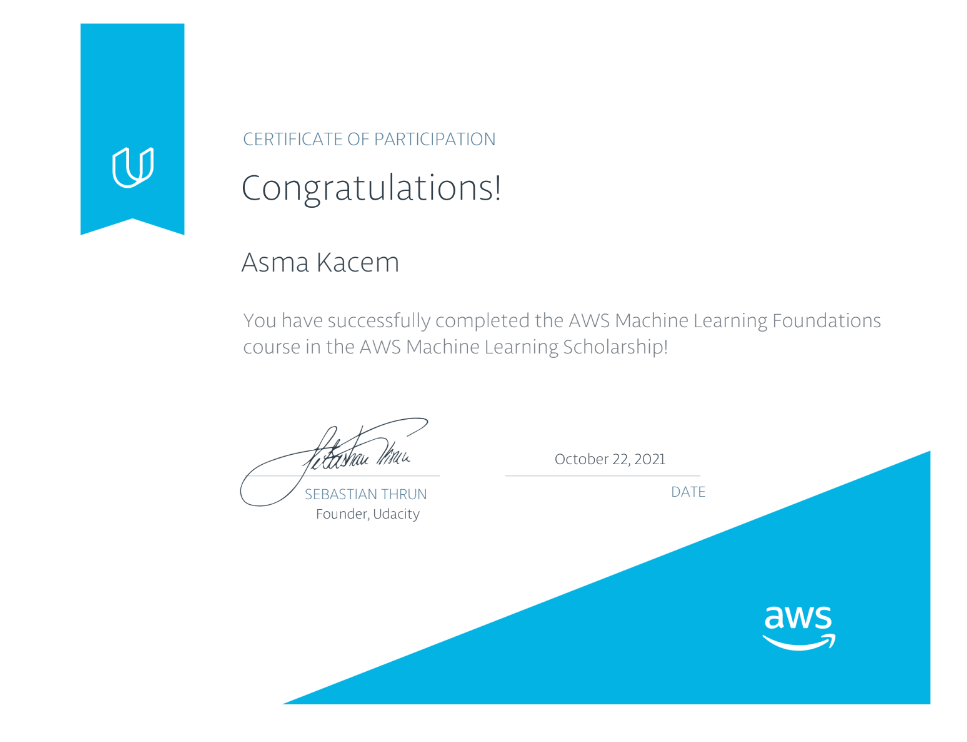 CERTIFICATE OF PARTICIPATION
Congratulations!
Asma Kacem
You have successfully completed the AWS Machine Learning Foundations
course in the AWS Machine Learning Scholarship!
Sebastian Thrun
October 22, 2021
SEBASTIAN THRUN
DATE
Founder, Udacity
aws